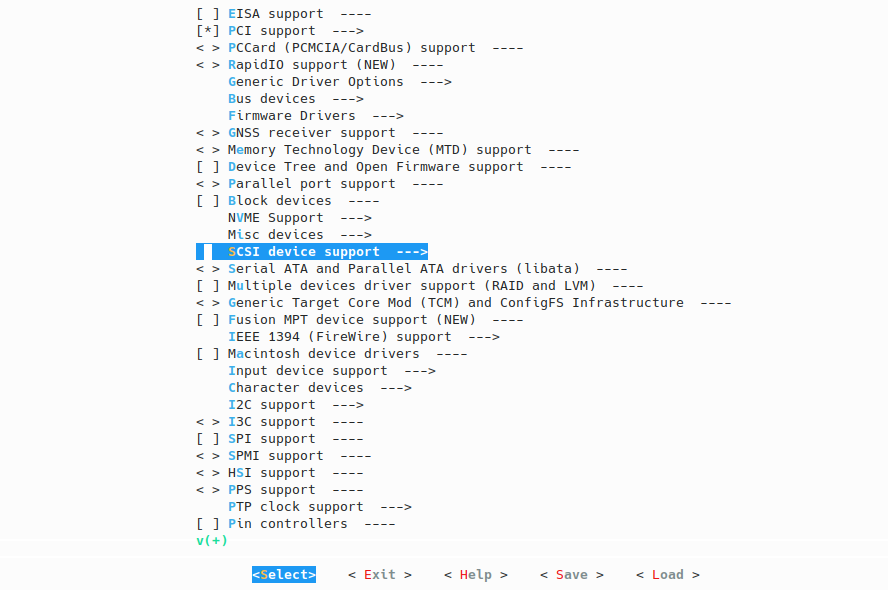 [ ] EISA support  ----
[*] PCI support  --->
< > PCCard (PCMCIA/CardBus) support  ----
< > RapidIO support (NEW)  ----
    Generic Driver Options  --->
    Bus devices  --->
    Firmware Drivers  --->
< > GNSS receiver support  ----
< > Memory Technology Device (MTD) support  ----
[ ] Device Tree and Open Firmware support  ----
< > Parallel port support  ----
[ ] Block devices  ----
    NVME Support  --->
    Misc devices  --->
    SCSI device support  --->
< > Serial ATA and Parallel ATA drivers (libata)  ----
[ ] Multiple devices driver support (RAID and LVM)  ----
< > Generic Target Core Mod (TCM) and ConfigFS Infrastructure  ----
[ ] Fusion MPT device support (NEW)  ----
    IEEE 1394 (FireWire) support  --->
[ ] Macintosh device drivers  ----
    Input device support  --->
    Character devices  --->
    I2C support  --->
< > I3C support  ----
[ ] SPI support  ----
< > SPMI support  ----
< > HSI support  ----
< > PPS support  ----
    PTP clock support  --->
[ ] Pin controllers  ----
v(+)
<Select>    < Exit >    < Help >    < Save >    < Load >